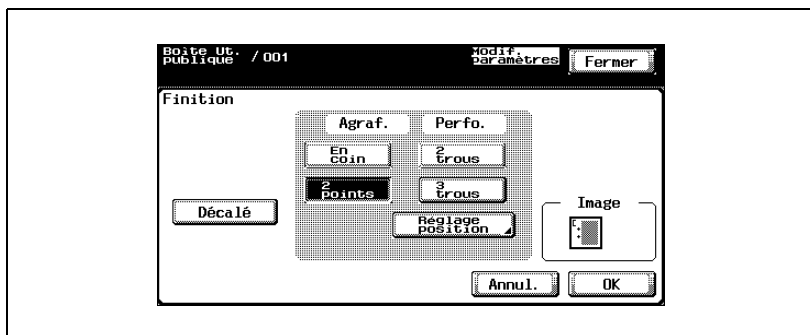 Boîte Ut.
publique / 001
Modif.
paramètres
Fermer
Finition
Agraf.
Perfo.
En
coin
2
trous
2
points
3
trous
Décalé
Réglage
position
Image
Annul.
OK